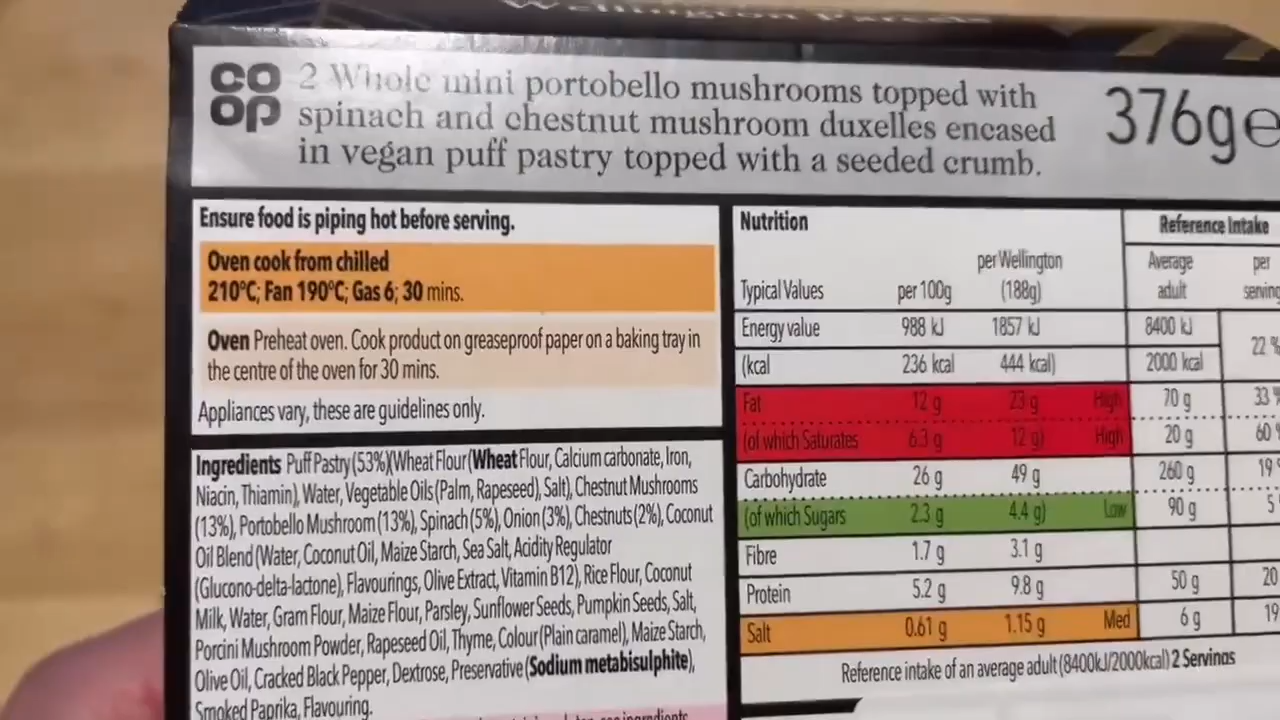 Wellington Parcels
CO
OP
2 Whole mini portobello mushrooms topped with
spinach and chestnut mushroom duxelles encased
in vegan puff pastry topped with a seeded crumb.
376g e
Ensure food is piping hot before serving.
Oven cook from chilled
210°C; Fan 190°C; Gas 6; 30 mins.
Oven Preheat oven. Cook product on greaseproof paper on a baking tray in
the centre of the oven for 30 mins.
Appliances vary, these are guidelines only.
Ingredients Puff Pastry (53%)(Wheat Flour (Wheat Flour, Calcium carbonate, Iron,
Niacin, Thiamin), Water, Vegetable Oils (Palm, Rapeseed), Salt), Chestnut Mushrooms
(13%), Portobello Mushroom (13%), Spinach (5%), Onion (3%), Chestnuts (2%), Coconut
Oil Blend (Water, Coconut Oil, Maize Starch, Sea Salt, Acidity Regulator
(Glucono-delta-lactone), Flavourings, Olive Extract, Vitamin B12), Rice Flour, Coconut
Milk, Water, Gram Flour, Maize Flour, Parsley, Sunflower Seeds, Pumpkin Seeds, Salt,
Porcini Mushroom Powder, Rapeseed Oil, Thyme, Colour (Plain caramel), Maize Starch,
Olive Oil, Cracked Black Pepper, Dextrose, Preservative (Sodium metabisulphite),
Smoked Paprika, Flavouring.
Nutrition Reference Intake
Typical Values per 100g per Wellington (188g) Average adult per serving
Energy value 988 kJ 1857 kJ 8400 kJ 22 %
(kcal 236 kcal 444 kcal) 2000 kcal
Fat 12 g 23 g High 70 g 33 %
(of which Saturates 6.3 g 12 g) High 20 g 60
Carbohydrate 26 g 49 g 260 g 19
(of which Sugars 2.3 g 4.4 g) Low 90 g 5
Fibre 1.7 g 3.1 g
Protein 5.2 g 9.8 g 50 g 20
Salt 0.61 g 1.15 g Med 6 g 19
Reference intake of an average adult (8400kJ/2000kcal) 2 Servings